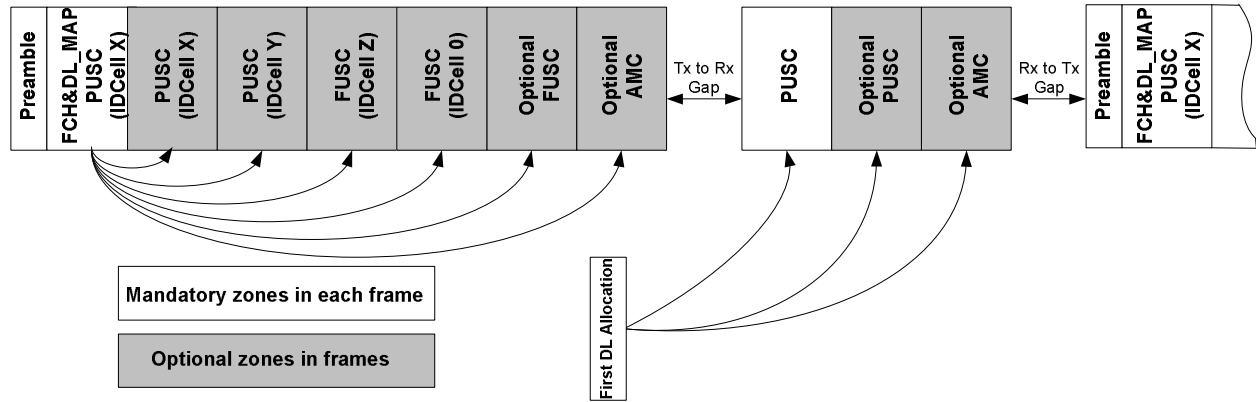 Preamble
FCH&DL_MAP
PUSC
(IDCell X)
PUSC
(IDCell X)
PUSC
(IDCell Y)
FUSC
(IDCell Z)
FUSC
(IDCell 0)
Optional
FUSC
Optional
AMC
Tx to Rx
Gap
PUSC
Optional
PUSC
Optional
AMC
Rx to Tx
Gap
Preamble
FCH&DL_MAP
PUSC
(IDCell X)
Mandatory zones in each frame
Optional zones in frames
First DL Allocation